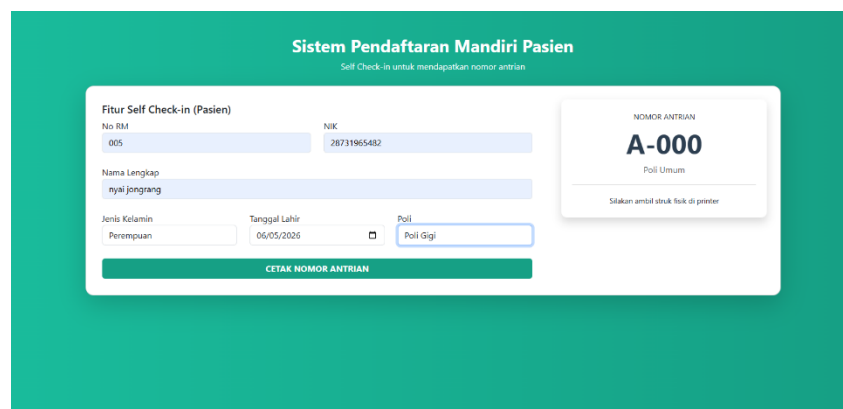 Sistem Pendaftaran Mandiri Pasien
Self Check-in untuk mendapatkan nomor antrian
Fitur Self Check-in (Pasien)
No RM
NIK
005
28731965482
Nama Lengkap
nyai jongrang
Jenis Kelamin
Tanggal Lahir
Poli
Perempuan
06/05/2026
Poli Gigi
CETAK NOMOR ANTRIAN
NOMOR ANTRIAN
A-000
Poli Umum
Silakan ambil struk fisik di printer